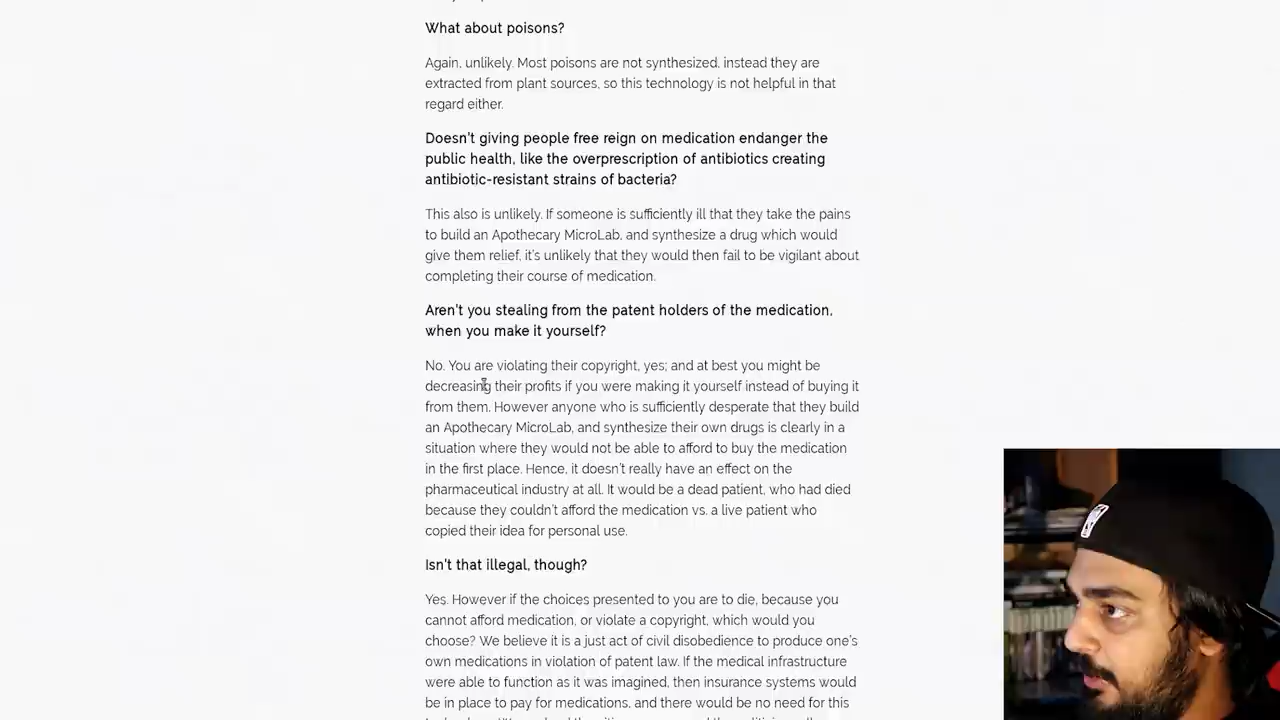 What about poisons?
Again, unlikely. Most poisons are not synthesized, instead they are
extracted from plant sources, so this technology is not helpful in that
regard either.
Doesn't giving people free reign on medication endanger the
public health, like the overprescription of antibiotics creating
antibiotic-resistant strains of bacteria?
This also is unlikely. If someone is sufficiently ill that they take the pains
to build an Apothecary MicroLab, and synthesize a drug which would
give them relief, it's unlikely that they would then fail to be vigilant about
completing their course of medication.
Aren't you stealing from the patent holders of the medication,
when you make it yourself?
No. You are violating their copyright, yes; and at best you might be
decreasing their profits if you were making it yourself instead of buying it
from them. However anyone who is sufficiently desperate that they build
an Apothecary MicroLab, and synthesize their own drugs is clearly in a
situation where they would not be able to afford to buy the medication
in the first place. Hence, it doesn't really have an effect on the
pharmaceutical industry at all. It would be a dead patient, who had died
because they couldn't afford the medication vs. a live patient who
copied their idea for personal use.
Isn't that illegal, though?
Yes. However if the choices presented to you are to die, because you
cannot afford medication, or violate a copyright, which would you
choose? We believe it is a just act of civil disobedience to produce one's
own medications in violation of patent law. If the medical infrastructure
were able to function as it was imagined, then insurance systems would
be in place to pay for medications, and there would be no need for this